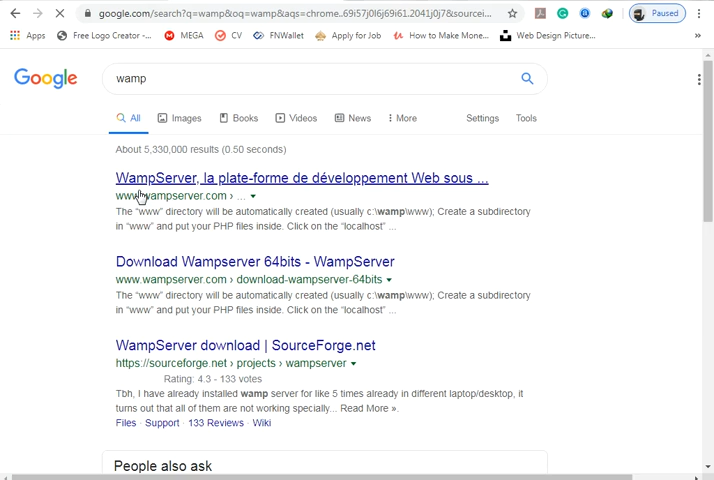 google.com/search?q=wamp&oq=wamp&aqs=chrome..69i57j0l6j69i61.2041j0j7&sourcei...
Paused
Apps Free Logo Creator -... MEGA CV FNWallet Apply for Job How to Make Mone... Web Design Picture... »
Google
wamp
All Images Books Videos News More Settings Tools
About 5,330,000 results (0.50 seconds)
WampServer, la plate-forme de développement Web sous ...
www.wampserver.com › ...
The “www” directory will be automatically created (usually c:\wamp\www); Create a subdirectory
in “www” and put your PHP files inside. Click on the “localhost” ...
Download Wampserver 64bits - WampServer
www.wampserver.com › download-wampserver-64bits
The “www” directory will be automatically created (usually c:\wamp\www); Create a subdirectory
in “www” and put your PHP files inside. Click on the “localhost” ...
WampServer download | SourceForge.net
https://sourceforge.net › projects › wampserver
Rating: 4.3 - 133 votes
Tbh, I have already installed wamp server for like 5 times already in different laptop/desktop, it
turns out that all of them are not working specially... Read More ».
Files · Support · 133 Reviews · Wiki
People also ask